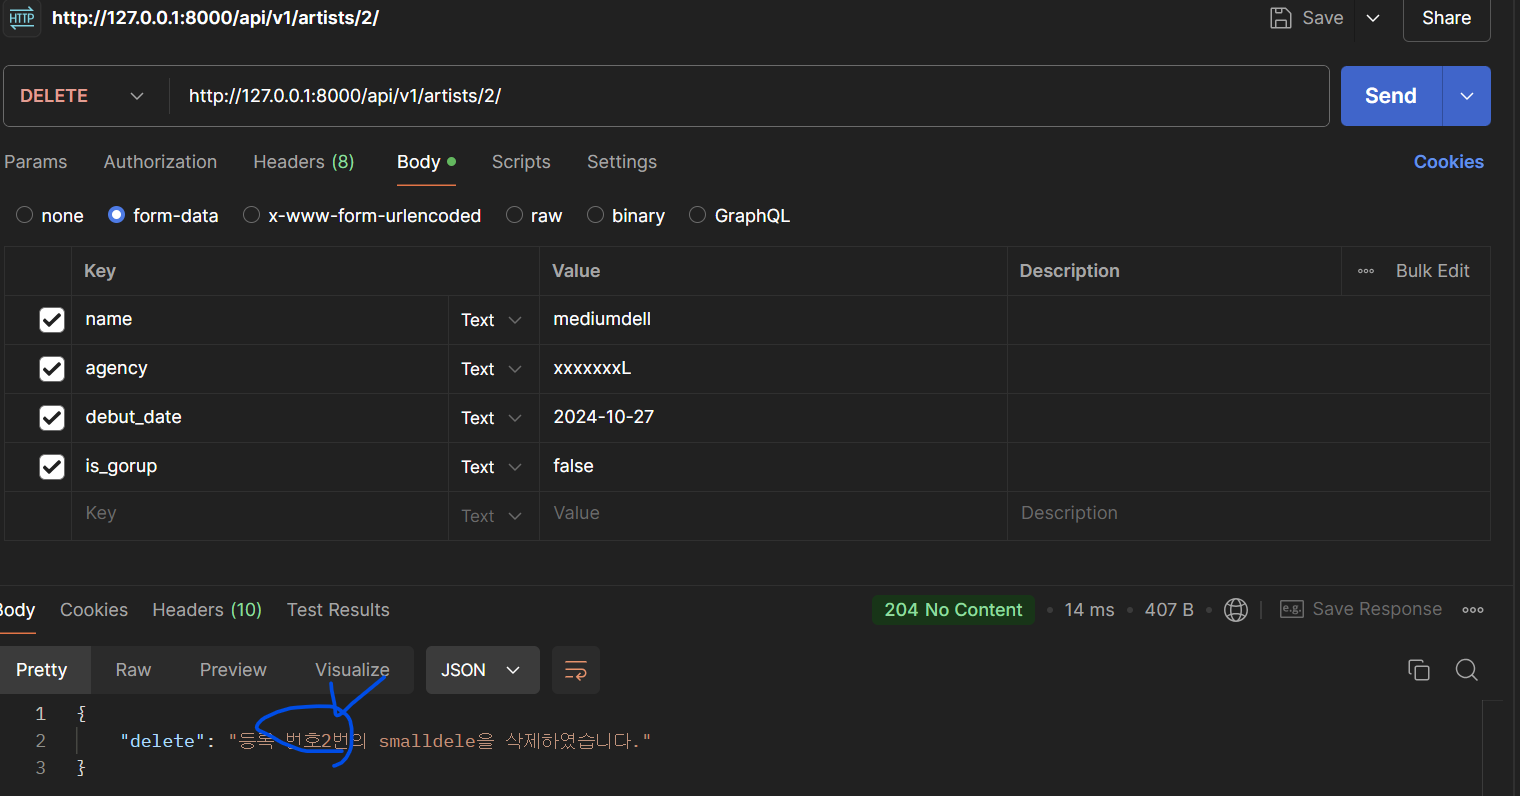 HTTP http://127.0.0.1:8000/api/v1/artists/2/ Save Share
DELETE http://127.0.0.1:8000/api/v1/artists/2/ Send
Params Authorization Headers (8) Body Scripts Settings Cookies
none form-data x-www-form-urlencoded raw binary GraphQL
Key Value Description Bulk Edit
name Text mediumdell
agency Text xxxxxxxL
debut_date Text 2024-10-27
is_gorup Text false
Key Text Value Description
Body Cookies Headers (10) Test Results 204 No Content 14 ms 407 B e.g. Save Response
Pretty Raw Preview Visualize JSON
1 {
2 "delete": "등록 번호2번의 smalldele을 삭제하였습니다."
3 }